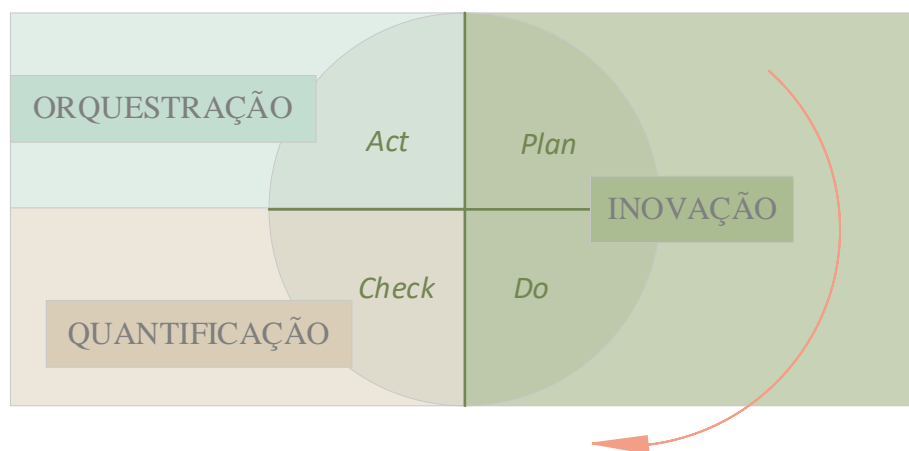 ORQUESTRAÇÃO
Act
Plan
INOVAÇÃO
Check
Do
QUANTIFICAÇÃO